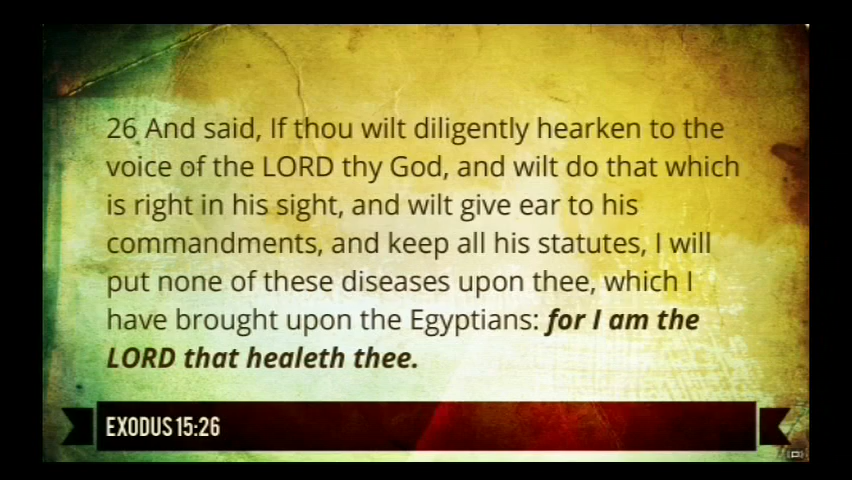 26 And said, If thou wilt diligently hearken to the
voice of the LORD thy God, and wilt do that which
is right in his sight, and wilt give ear to his
commandments, and keep all his statutes, I will
put none of these diseases upon thee, which I
have brought upon the Egyptians: for I am the
LORD that healeth thee.
EXODUS 15:26